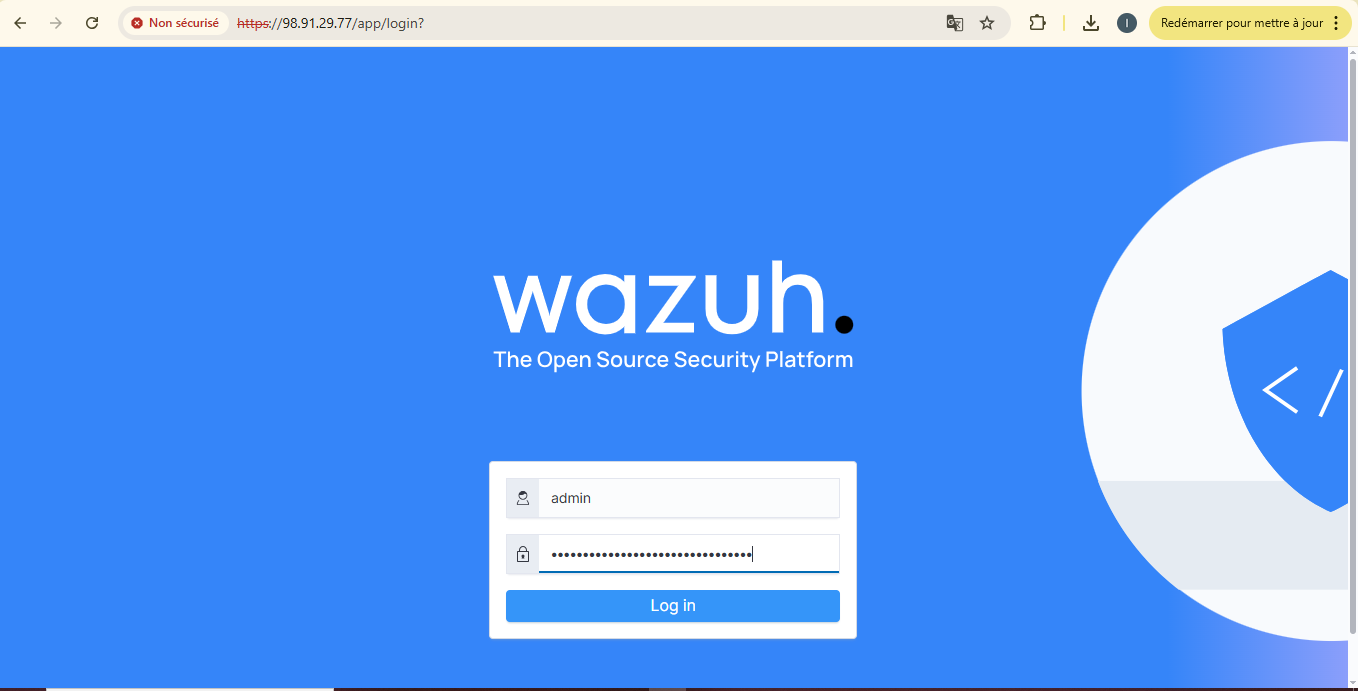 Non sécurisé https://98.91.29.77/app/login? I Redémarrer pour mettre à jour
wazuh.
The Open Source Security Platform
</>
admin
••••••••••••••••••••••••••••••••
Log in